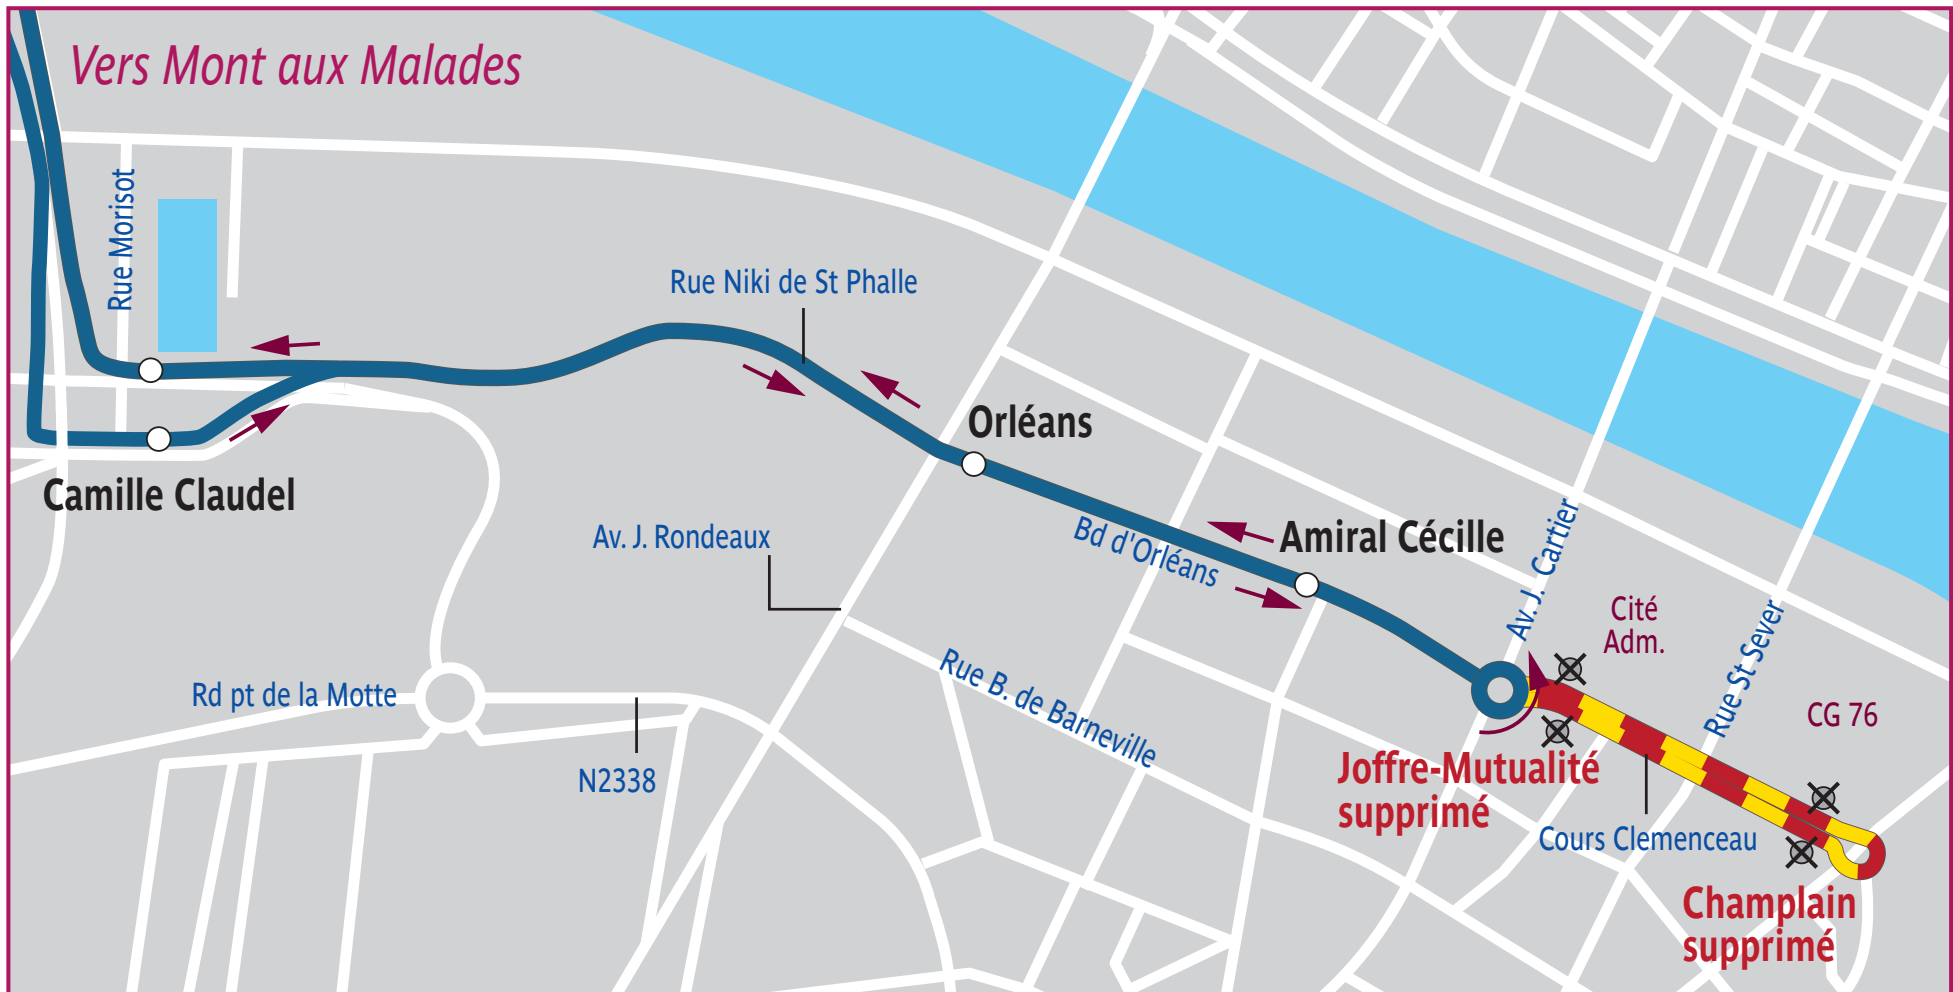 Vers Mont aux Malades
Rue Morisot
Rue Niki de St Phalle
Orléans
Camille Claudel
Av. J. Rondeaux
Bd d'Orléans
Amiral Cécille
Av. J. Cartier
Cité
Adm.
Rue St Sever
Rue B. de Barneville
Rd pt de la Motte
CG 76
N2338
Joffre-Mutualité
supprimé
Cours Clemenceau
Champlain
supprimé